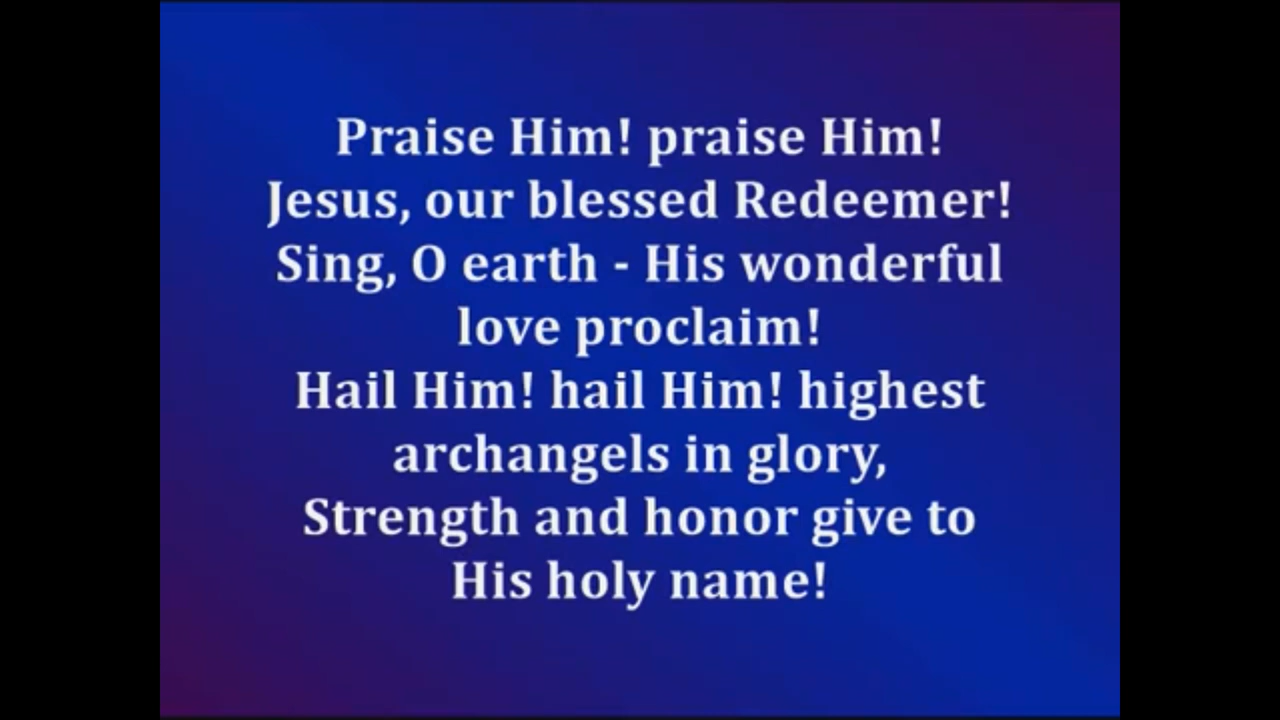 Praise Him! praise Him!
Jesus, our blessed Redeemer!
Sing, O earth - His wonderful
love proclaim!
Hail Him! hail Him! highest
archangels in glory,
Strength and honor give to
His holy name!